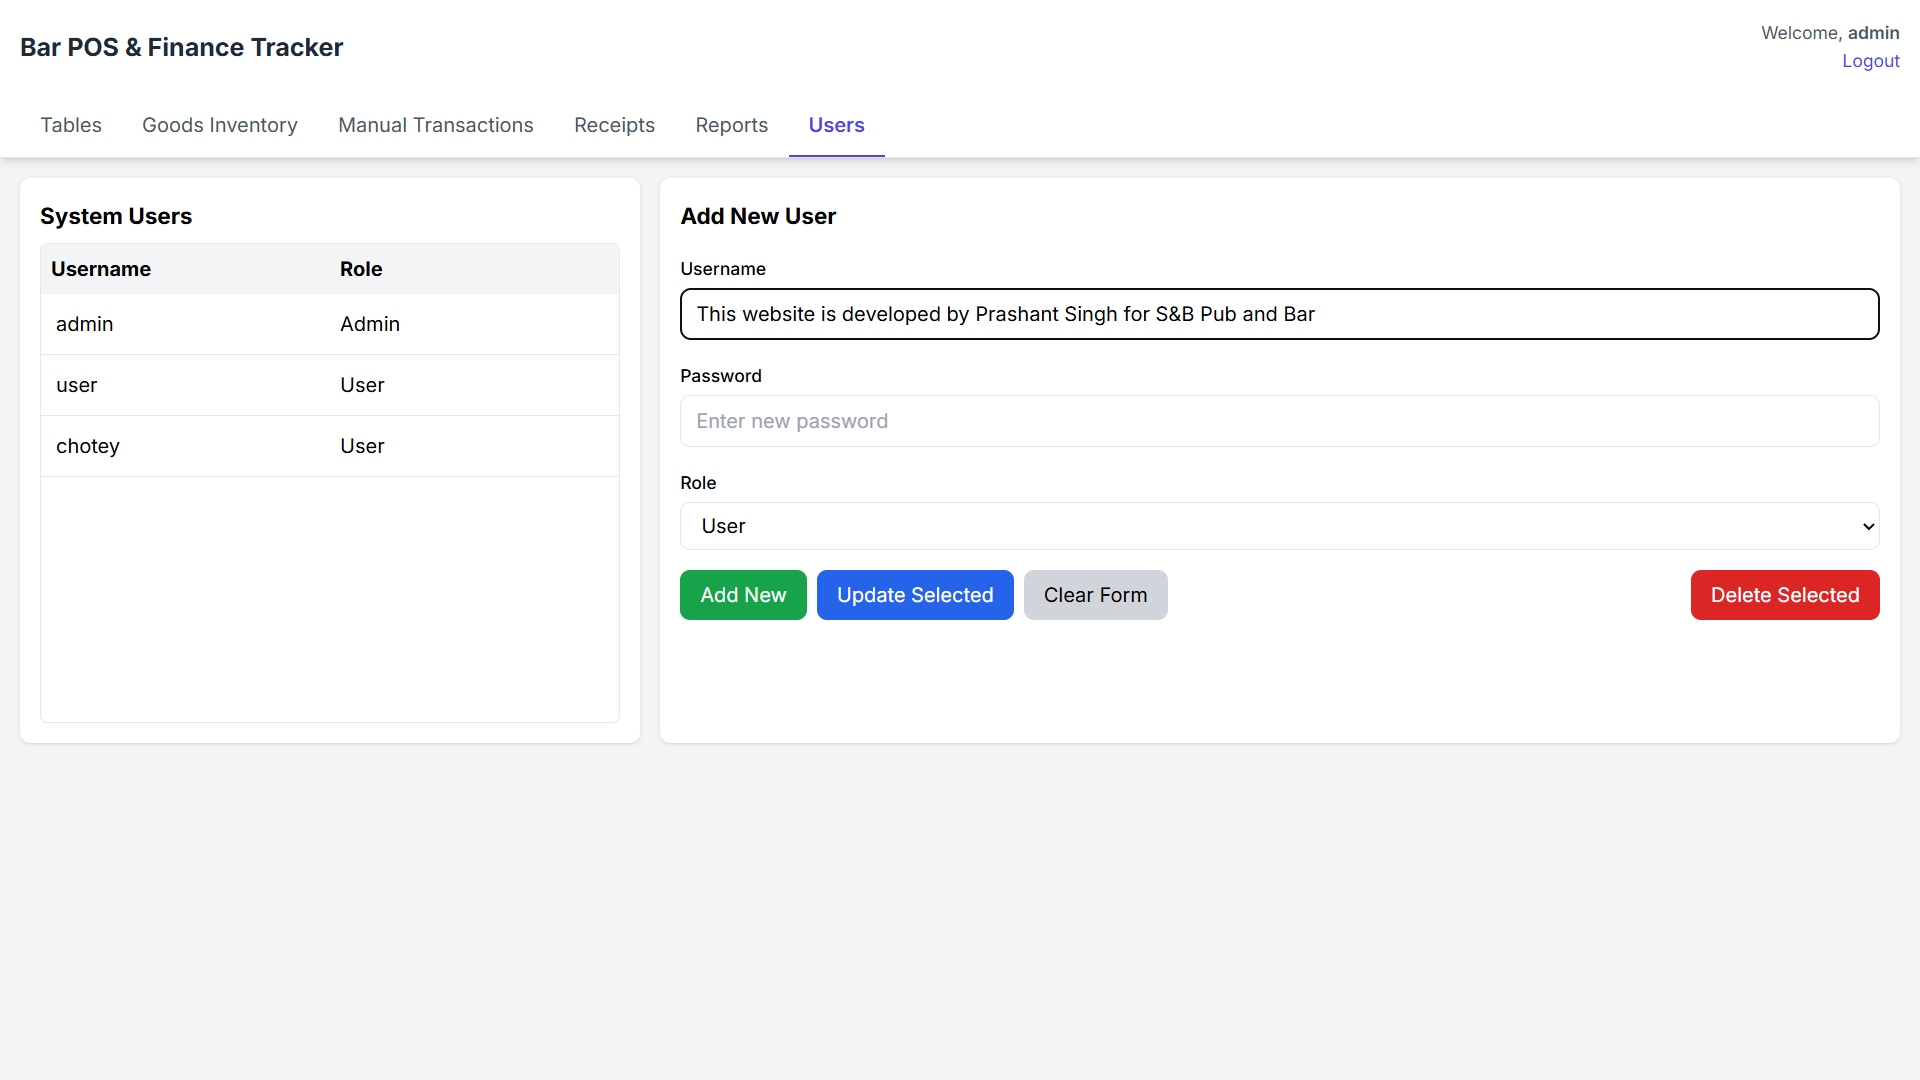 Bar POS & Finance Tracker
Welcome, admin
Logout
Tables Goods Inventory Manual Transactions Receipts Reports Users
System Users
Username Role
admin Admin
user User
chotey User
Add New User
Username
This website is developed by Prashant Singh for S&B Pub and Bar
Password
Enter new password
Role
User
Add New Update Selected Clear Form Delete Selected